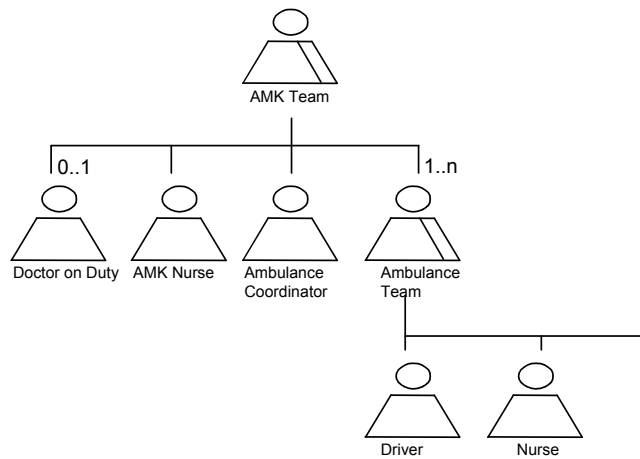 AMK Team
0..1
1..n
Doctor on Duty
AMK Nurse
Ambulance
Coordinator
Ambulance
Team
Driver
Nurse